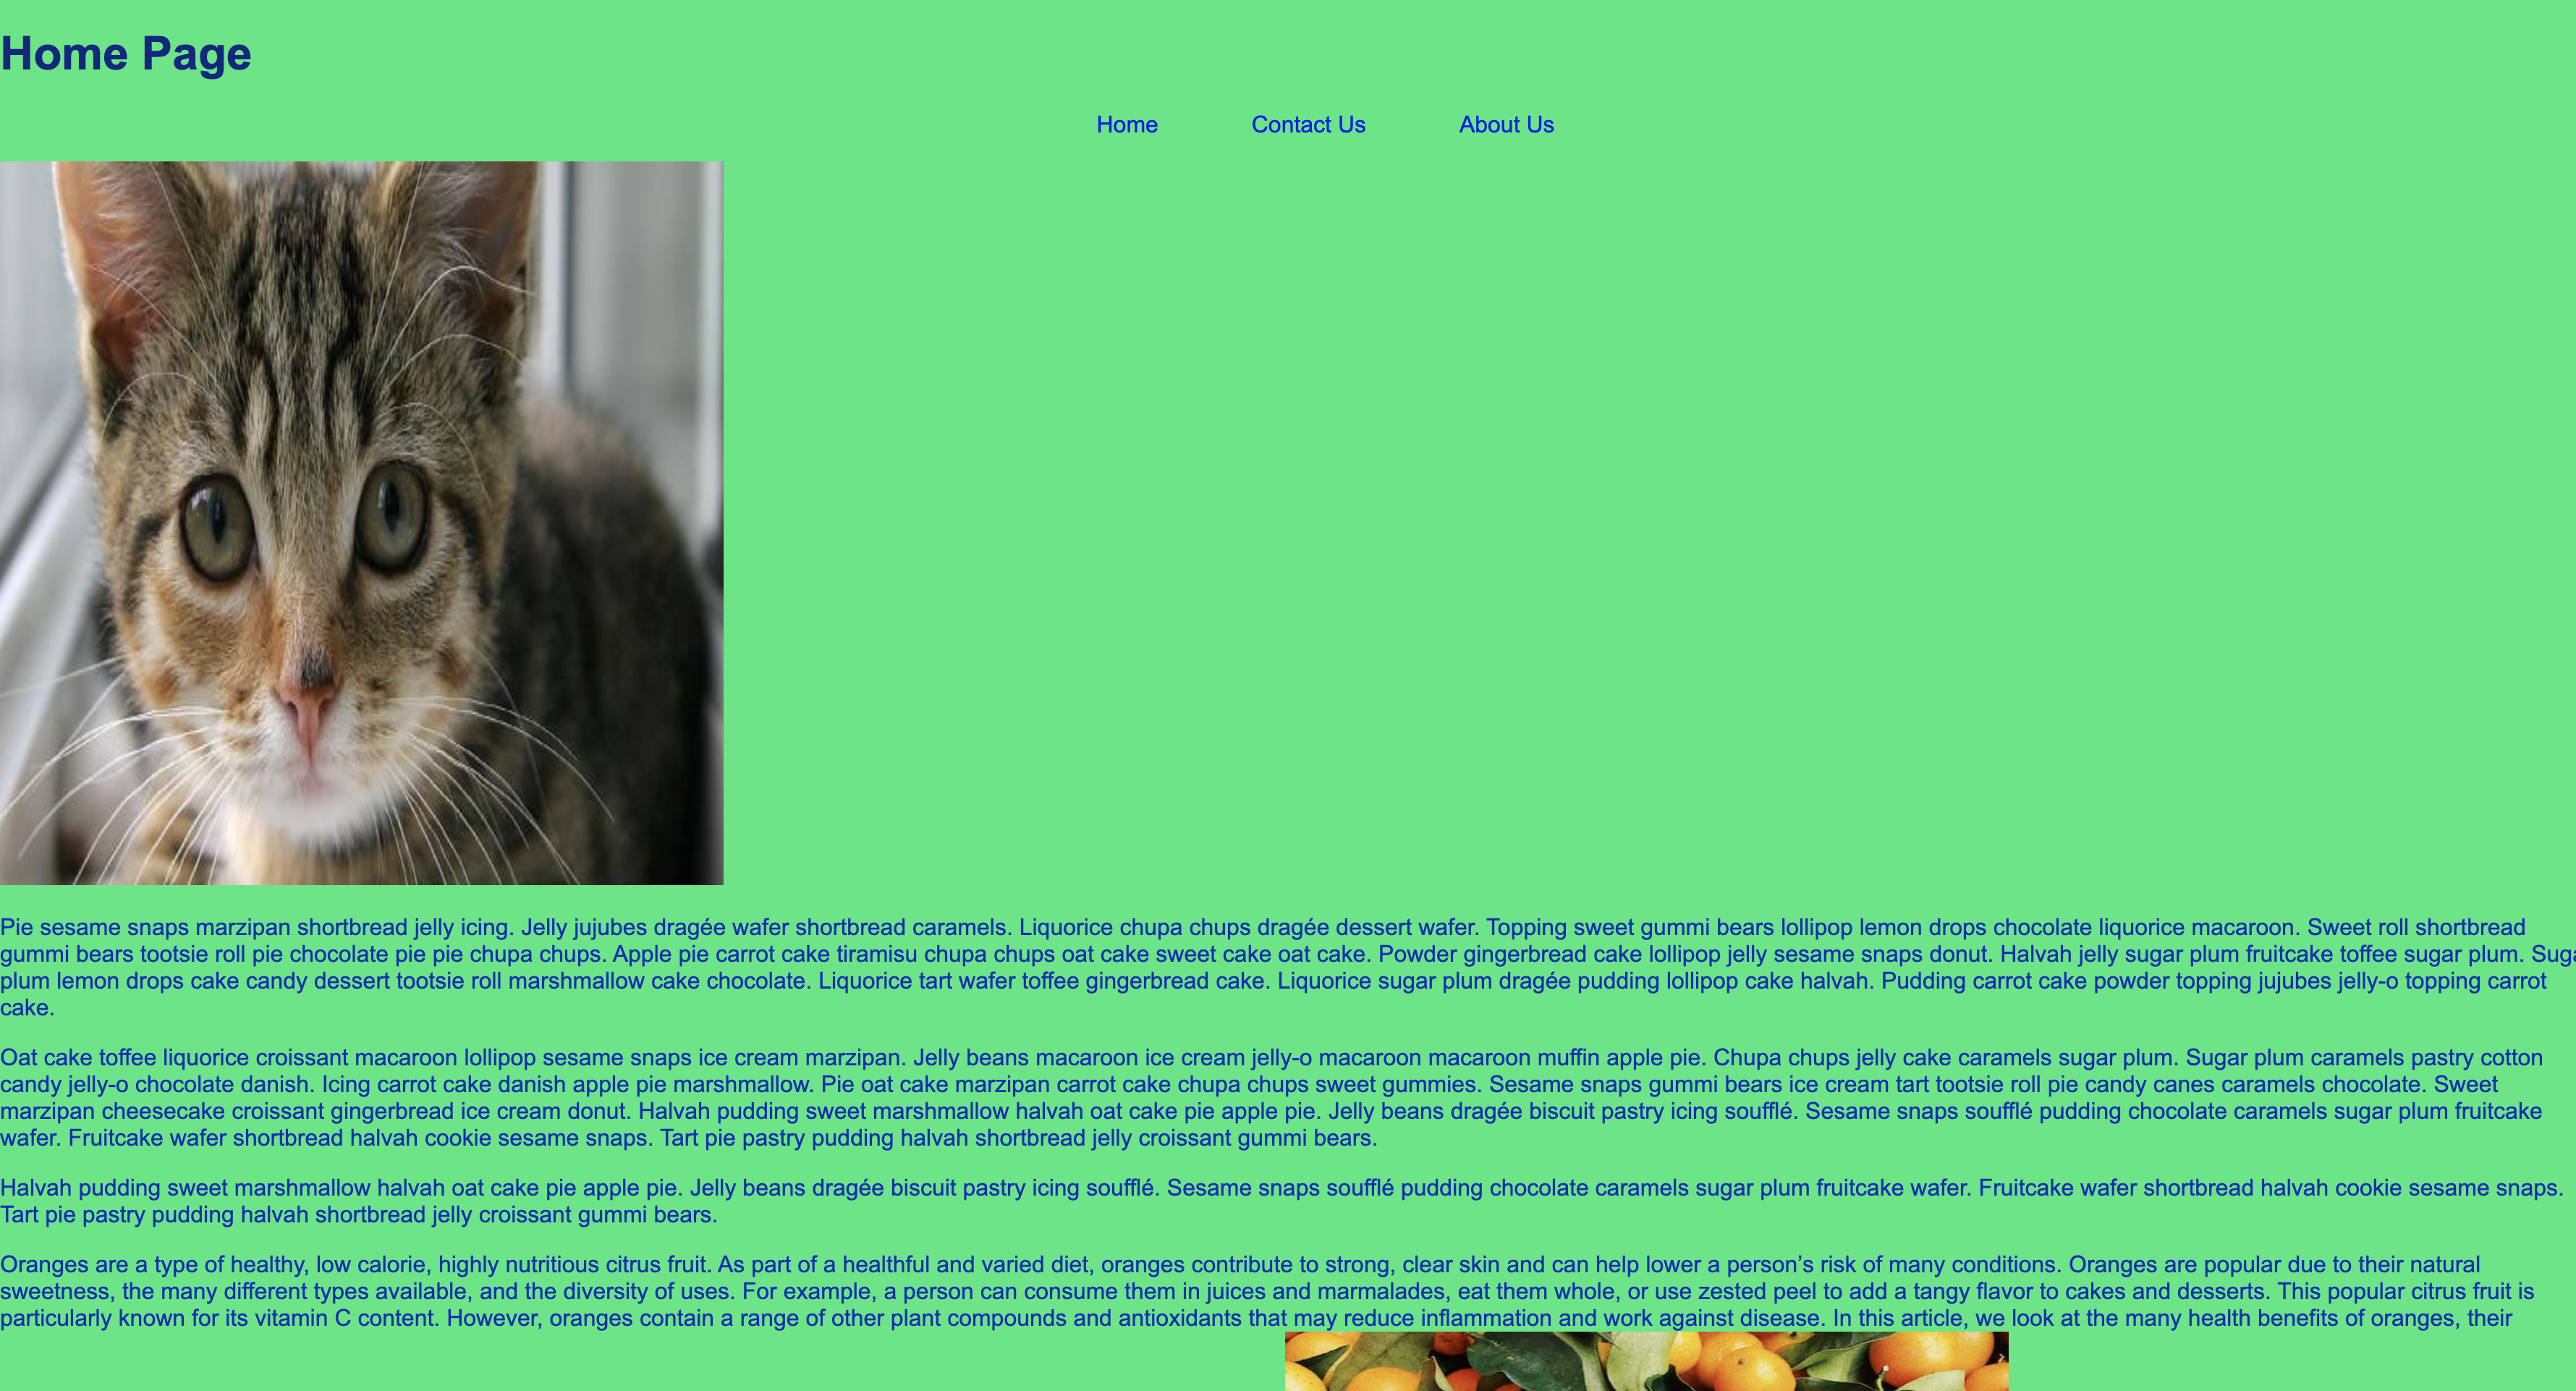 Home Page
Home Contact Us About Us
Pie sesame snaps marzipan shortbread jelly icing. Jelly jujubes dragée wafer shortbread caramels. Liquorice chupa chups dragée dessert wafer. Topping sweet gummi bears lollipop lemon drops chocolate liquorice macaroon. Sweet roll shortbread
gummi bears tootsie roll pie chocolate pie pie chupa chups. Apple pie carrot cake tiramisu chupa chups oat cake sweet cake oat cake. Powder gingerbread cake lollipop jelly sesame snaps donut. Halvah jelly sugar plum fruitcake toffee sugar plum.
plum lemon drops cake candy dessert tootsie roll marshmallow cake chocolate. Liquorice tart wafer toffee gingerbread cake. Liquorice sugar plum dragée pudding lollipop cake halvah. Pudding carrot cake powder topping jujubes jelly-o topping carrot
cake.
Oat cake toffee liquorice croissant macaroon lollipop sesame snaps ice cream marzipan. Jelly beans macaroon ice cream jelly-o macaroon macaroon muffin apple pie. Chupa chups jelly cake caramels sugar plum. Sugar plum caramels pastry cotton
candy jelly-o chocolate danish. Icing carrot cake danish apple pie marshmallow. Pie oat cake marzipan carrot cake chupa chups sweet gummies. Sesame snaps gummi bears ice cream tart tootsie roll pie candy canes caramels chocolate. Sweet
marzipan cheesecake croissant gingerbread ice cream donut. Halvah pudding sweet marshmallow halvah oat cake pie apple pie. Jelly beans dragée biscuit pastry icing soufflé. Sesame snaps soufflé pudding chocolate caramels sugar plum fruitcake
wafer. Fruitcake wafer shortbread halvah cookie sesame snaps. Tart pie pastry pudding halvah shortbread jelly croissant gummi bears.
Halvah pudding sweet marshmallow halvah oat cake pie apple pie. Jelly beans dragée biscuit pastry icing soufflé. Sesame snaps soufflé pudding chocolate caramels sugar plum fruitcake wafer. Fruitcake wafer shortbread halvah cookie sesame snaps.
Tart pie pastry pudding halvah shortbread jelly croissant gummi bears.
Oranges are a type of healthy, low calorie, highly nutritious citrus fruit. As part of a healthful and varied diet, oranges contribute to strong, clear skin and can help lower a person’s risk of many conditions. Oranges are popular due to their natural
sweetness, the many different types available, and the diversity of uses. For example, a person can consume them in juices and marmalades, eat them whole, or use zested peel to add a tangy flavor to cakes and desserts. This popular citrus fruit is
particularly known for its vitamin C content. However, oranges contain a range of other plant compounds and antioxidants that may reduce inflammation and work against disease. In this article, we look at the many health benefits of oranges, their